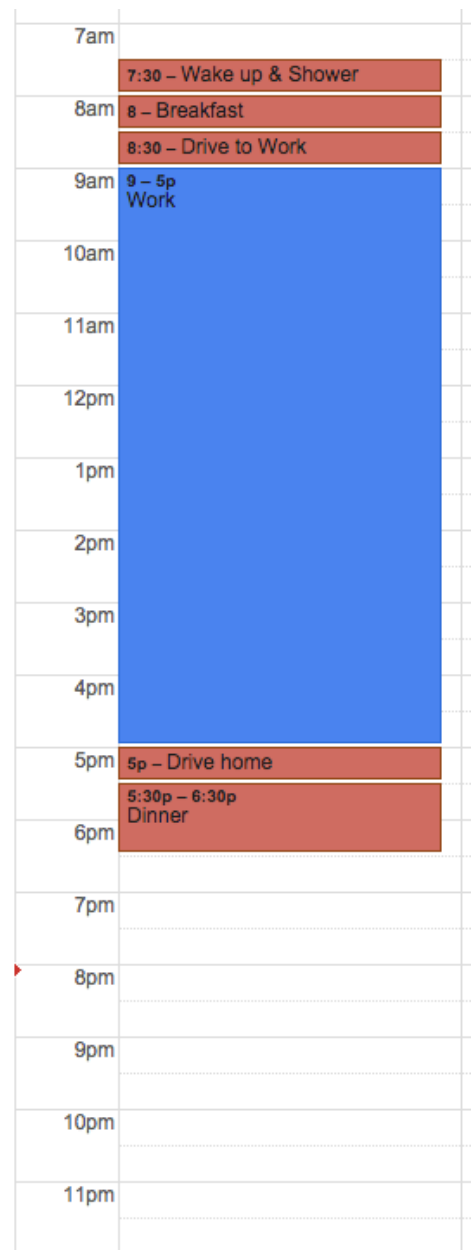 7am
7:30 – Wake up & Shower
8am
8 – Breakfast
8:30 – Drive to Work
9am
9 – 5p
Work
10am
11am
12pm
1pm
2pm
3pm
4pm
5pm
5p – Drive home
5:30p – 6:30p
Dinner
6pm
7pm
8pm
9pm
10pm
11pm